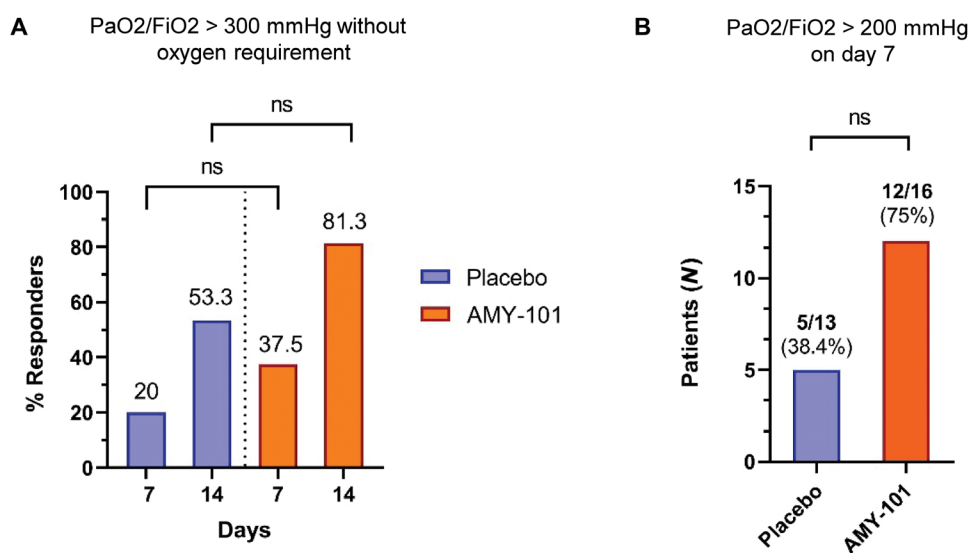 A
PaO2/FiO2 > 300 mmHg without
oxygen requirement
ns
ns
% Responders
100
80
60
40
20
0
20
53.3
37.5
81.3
7
14
7
14
Days
Placebo
AMY-101
B
PaO2/FiO2 > 200 mmHg
on day 7
ns
Patients (N)
15
10
5
0
5/13
(38.4%)
12/16
(75%)
Placebo
AMY-101